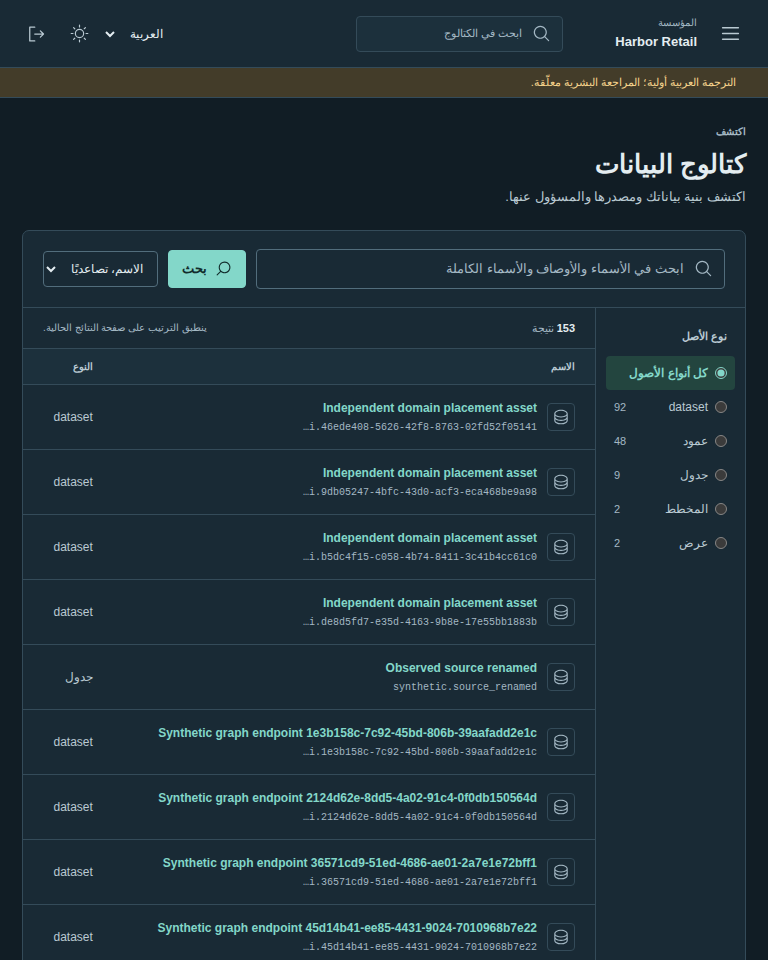 المؤسسة
Harbor Retail
ابحث في الكتالوج
العربية
الترجمة العربية أولية؛ المراجعة البشرية معلّقة.
اكتشف
كتالوج البيانات
اكتشف بنية بياناتك ومصدرها والمسؤول عنها.
ابحث في الأسماء والأوصاف والأسماء الكاملة
بحث
الاسم، تصاعديًا
نوع الأصل
كل أنواع الأصول
dataset 92
عمود 48
جدول 9
المخطط 2
عرض 2
153 نتيجة
ينطبق الترتيب على صفحة النتائج الحالية.
الاسم النوع
Independent domain placement asset
…i.46ede408-5626-42f8-8763-02fd52f05141
dataset
Independent domain placement asset
…i.9db05247-4bfc-43d0-acf3-eca468be9a98
dataset
Independent domain placement asset
…i.b5dc4f15-c058-4b74-8411-3c41b4cc61c0
dataset
Independent domain placement asset
…i.de8d5fd7-e35d-4163-9b8e-17e55bb1883b
dataset
Observed source renamed
synthetic.source_renamed
جدول
Synthetic graph endpoint 1e3b158c-7c92-45bd-806b-39aafadd2e1c
…i.1e3b158c-7c92-45bd-806b-39aafadd2e1c
dataset
Synthetic graph endpoint 2124d62e-8dd5-4a02-91c4-0f0db150564d
…i.2124d62e-8dd5-4a02-91c4-0f0db150564d
dataset
Synthetic graph endpoint 36571cd9-51ed-4686-ae01-2a7e1e72bff1
…i.36571cd9-51ed-4686-ae01-2a7e1e72bff1
dataset
Synthetic graph endpoint 45d14b41-ee85-4431-9024-7010968b7e22
…i.45d14b41-ee85-4431-9024-7010968b7e22
dataset